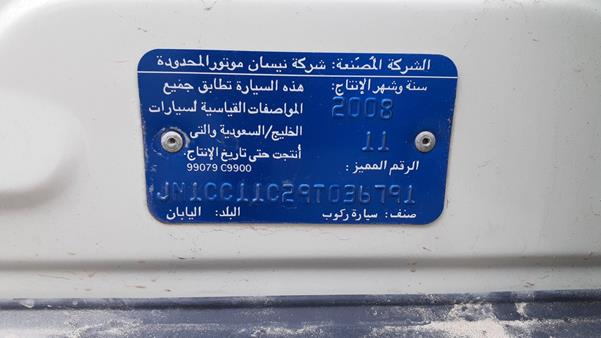 الشركة المصنعة: شركة نيسان موتور المحدودة
سنة وشهر الإنتاج: هذه السيارة تطابق جميع
2008 المواصفات القياسية لسيارات
11 الخليج/السعودية والتي
الرقم المميز: أنتجت حتى تاريخ الإنتاج.
99079 C9900
JN1CC11C29T036791
صنف: سيارة ركوب البلد: اليابان